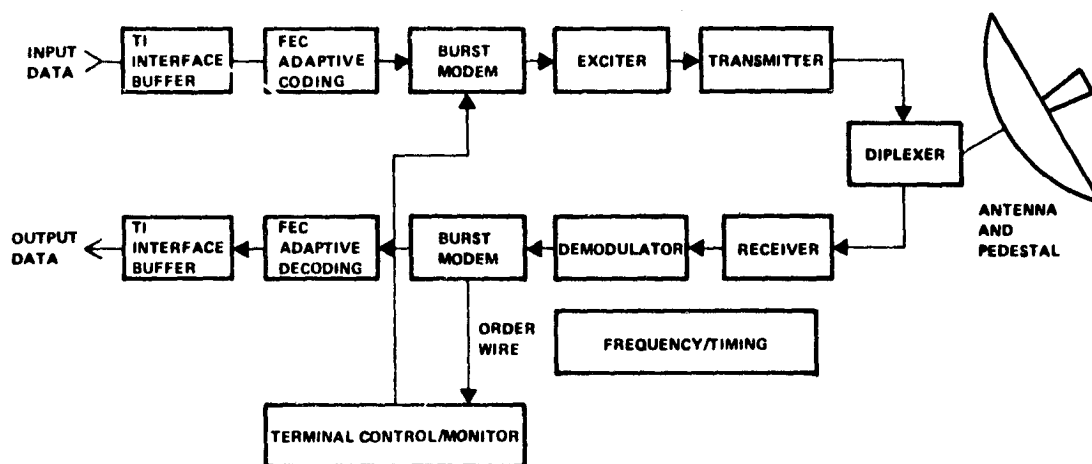 INPUT
DATA
TI
INTERFACE
BUFFER
FEC
ADAPTIVE
CODING
BURST
MODEM
EXCITER
TRANSMITTER
DIPLEXER
ANTENNA
AND
PEDESTAL
OUTPUT
DATA
TI
INTERFACE
BUFFER
FEC
ADAPTIVE
DECODING
BURST
MODEM
DEMODULATOR
RECEIVER
ORDER
WIRE
FREQUENCY/TIMING
TERMINAL CONTROL/MONITOR